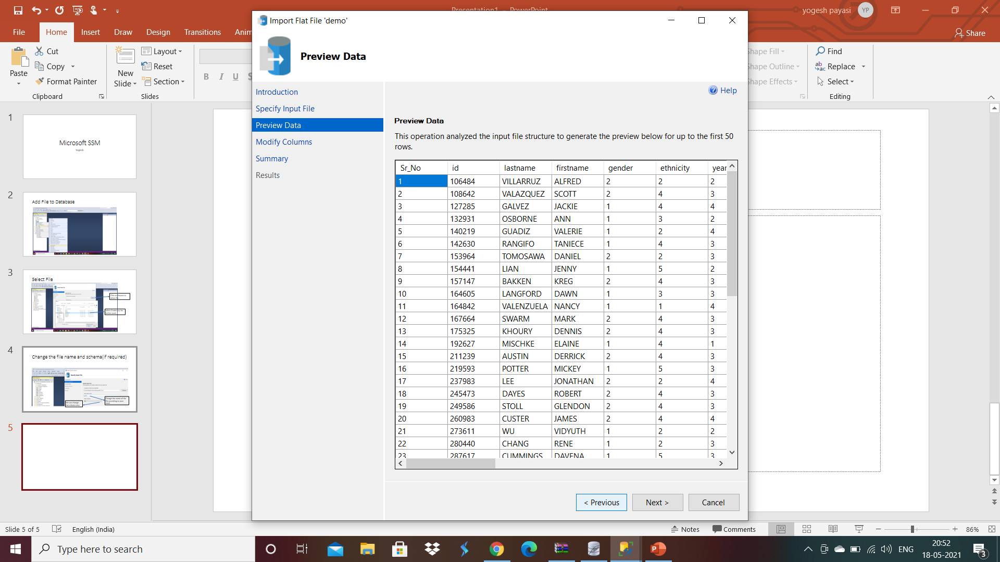 Presentation1 - PowerPoint
yogesh payasi
YP
File
Home
Insert
Draw
Design
Transitions
Anim
Share
Paste
Cut
Copy
Format Painter
Clipboard
New
Slide
Layout
Reset
Section
Slides
B I U S
Shape Fill
Shape Outline
Shape Effects
Find
Replace
Select
Editing
1
Microsoft SSM
Yogesh
2
Add File to Database
3
Select File
4
Change the file name and schema(if required)
5
Import Flat File 'demo'
Preview Data
Introduction
Specify Input File
Preview Data
Modify Columns
Summary
Results
Help
Preview Data
This operation analyzed the input file structure to generate the preview below for up to the first 50
rows.
Sr_No id lastname firstname gender ethnicity year
1 106484 VILLARRUZ ALFRED 2 2 2
2 108642 VALAZQUEZ SCOTT 2 4 3
3 127285 GALVEZ JACKIE 1 4 4
4 132931 OSBORNE ANN 1 3 2
5 140219 GUADIZ VALERIE 1 2 4
6 142630 RANGIFO TANIECE 1 4 3
7 153964 TOMOSAWA DANIEL 2 2 3
8 154441 LIAN JENNY 1 5 2
9 157147 BAKKEN KREG 2 4 3
10 164605 LANGFORD DAWN 1 3 3
11 164842 VALENZUELA NANCY 1 1 4
12 167664 SWARM MARK 2 4 3
13 175325 KHOURY DENNIS 2 4 3
14 192627 MISCHKE ELAINE 1 4 1
15 211239 AUSTIN DERRICK 2 4 3
16 219593 POTTER MICKEY 1 5 3
17 237983 LEE JONATHAN 2 2 4
18 245473 DAYES ROBERT 2 4 3
19 249586 STOLL GLENDON 2 4 3
20 260983 CUSTER JAMES 2 4 4
21 273611 WU VIDYUTH 1 2 2
22 280440 CHANG RENE 1 2 3
23 287617 CUMMINGS DAVENA 1 5 3
< Previous
Next >
Cancel
Slide 5 of 5
English (India)
Notes
Comments
86%
Type here to search
ENG
20:52
18-05-2021
3